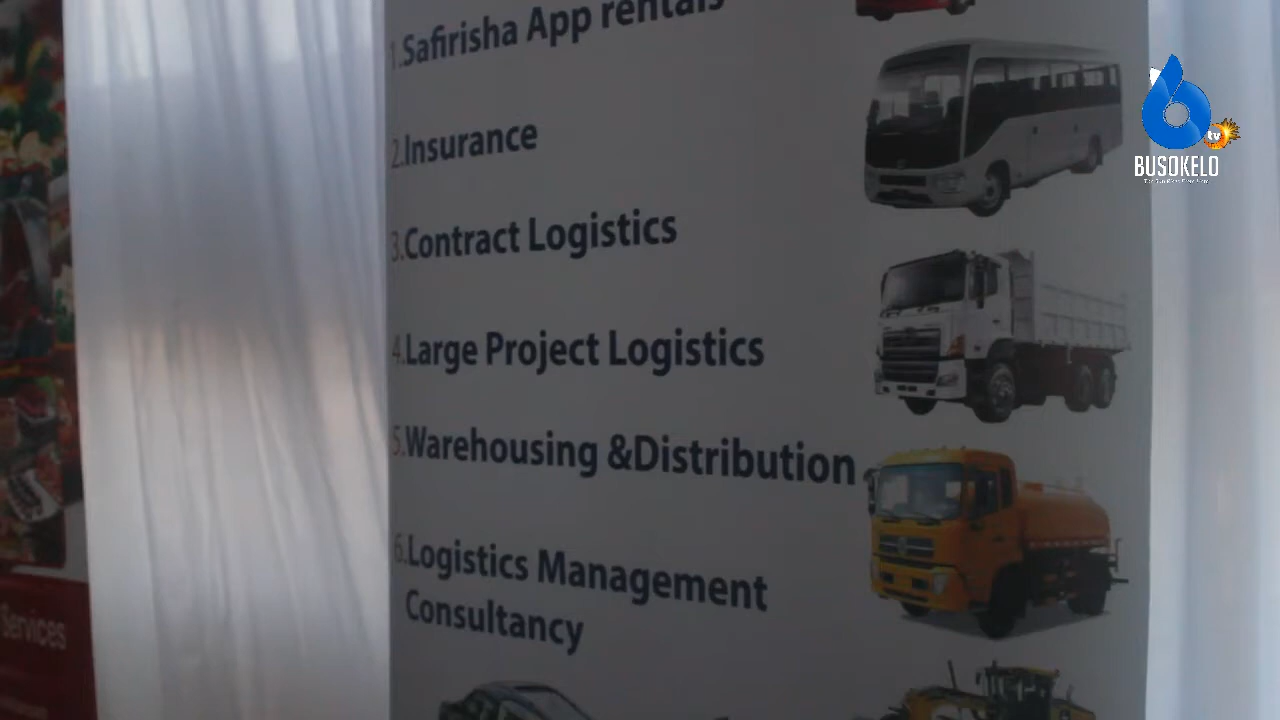 1.Safirisha App rentals
2.Insurance
3.Contract Logistics
4.Large Project Logistics
5.Warehousing &Distribution
6.Logistics Management
Consultancy
Services
tv
BUSOKELO